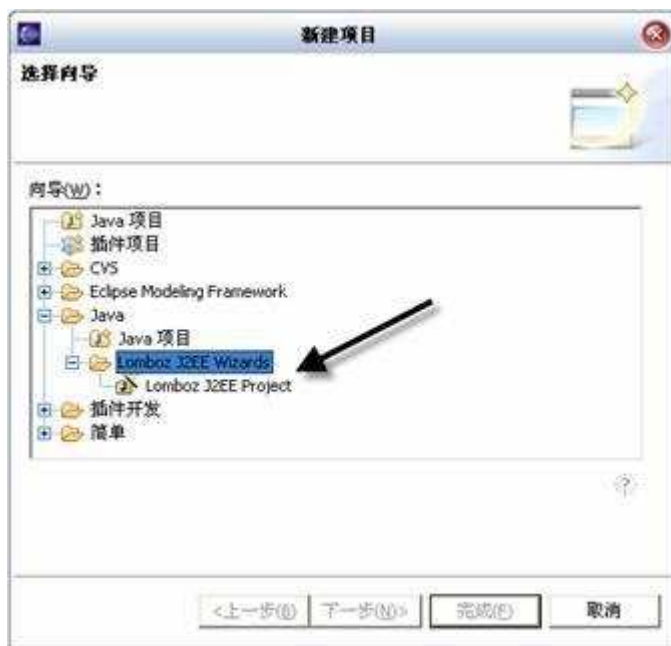 新建项目
选择向导
向导(W)：
Java 项目
插件项目
CVS
Eclipse Modeling Framework
Java
Java 项目
Lomboz J2EE Wizards
Lomboz J2EE Project
插件开发
简单
?
<上一步(B) 下一步(N)> 完成(F) 取消